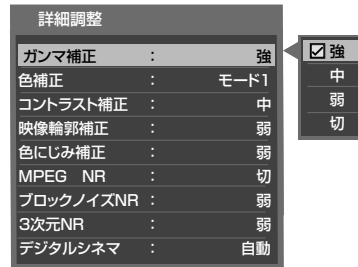 詳細調整
ガンマ補正 : 強
色補正 : モード1
コントラスト補正 : 中
映像輪郭補正 : 弱
色にじみ補正 : 弱
MPEG NR : 切
ブロックノイズNR : 弱
3次元NR : 弱
デジタルシネマ : 自動
強
中
弱
切